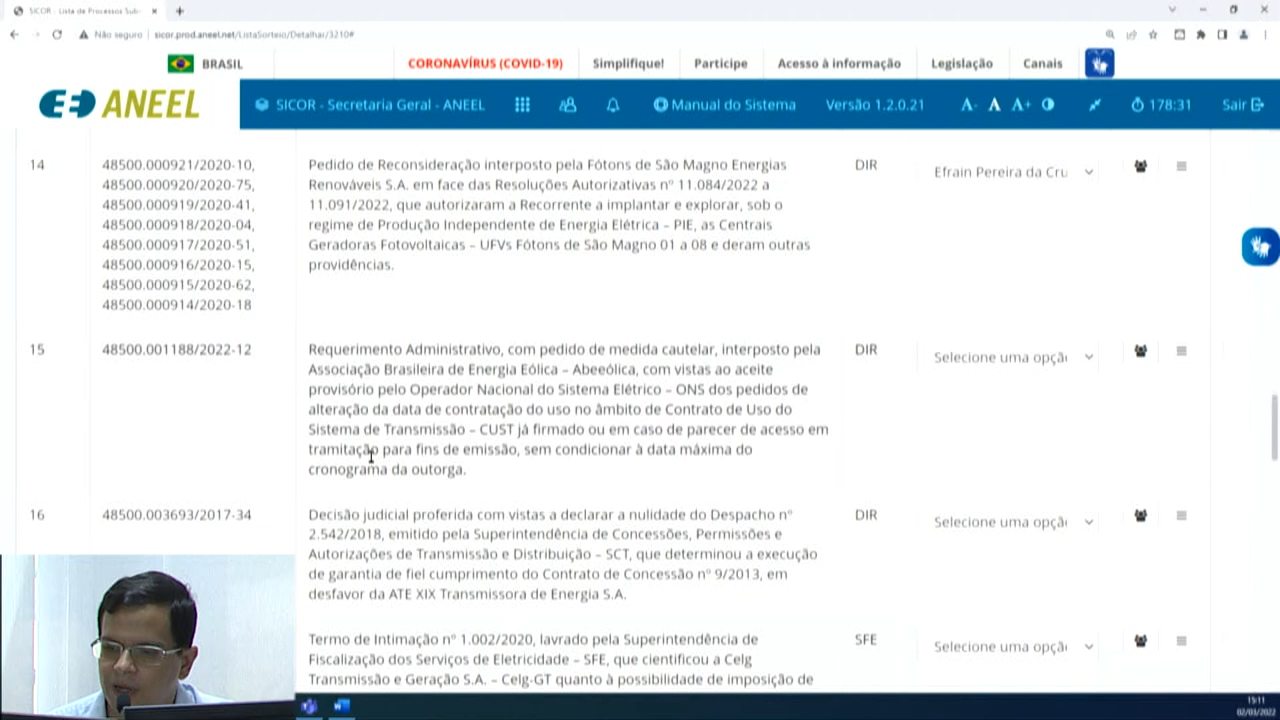 SICOR - Lista de Processos Sub
Não seguro | sicor.prod.aneel.net/ListaSorteio/Detalhar/3210#
BRASIL
CORONAVÍRUS (COVID-19)
Simplifique!
Participe
Acesso à informação
Legislação
Canais
ANEEL
SICOR - Secretaria Geral - ANEEL
Manual do Sistema
Versão 1.2.0.21
A- A A+
178:31
Sair
14
48500.000921/2020-10,
48500.000920/2020-75,
48500.000919/2020-41,
48500.000918/2020-04,
48500.000917/2020-51,
48500.000916/2020-15,
48500.000915/2020-62,
48500.000914/2020-18
Pedido de Reconsideração interposto pela Fótons de São Magno Energias
Renováveis S.A. em face das Resoluções Autorizativas nº 11.084/2022 a
11.091/2022, que autorizaram a Recorrente a implantar e explorar, sob o
regime de Produção Independente de Energia Elétrica – PIE, as Centrais
Geradoras Fotovoltaicas – UFVs Fótons de São Magno 01 a 08 e deram outras
providências.
DIR
Efrain Pereira da Cru
15
48500.001188/2022-12
Requerimento Administrativo, com pedido de medida cautelar, interposto pela
Associação Brasileira de Energia Eólica – Abeeólica, com vistas ao aceite
provisório pelo Operador Nacional do Sistema Elétrico – ONS dos pedidos de
alteração da data de contratação do uso no âmbito de Contrato de Uso do
Sistema de Transmissão – CUST já firmado ou em caso de parecer de acesso em
tramitação para fins de emissão, sem condicionar à data máxima do
cronograma da outorga.
DIR
Selecione uma opçã
16
48500.003693/2017-34
Decisão judicial proferida com vistas a declarar a nulidade do Despacho nº
2.542/2018, emitido pela Superintendência de Concessões, Permissões e
Autorizações de Transmissão e Distribuição – SCT, que determinou a execução
de garantia de fiel cumprimento do Contrato de Concessão nº 9/2013, em
desfavor da ATE XIX Transmissora de Energia S.A.
DIR
Selecione uma opçã
Termo de Intimação nº 1.002/2020, lavrado pela Superintendência de
Fiscalização dos Serviços de Eletricidade – SFE, que cientificou a Celg
Transmissão e Geração S.A. – Celg-GT quanto à possibilidade de imposição de
SFE
Selecione uma opçã
15:11
02/03/2022